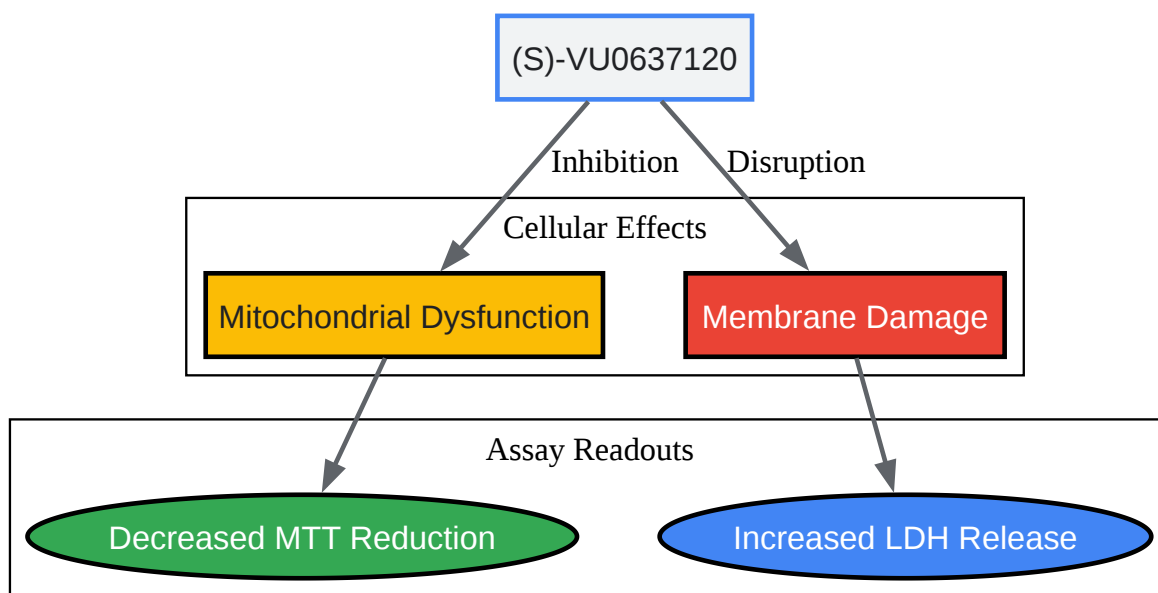 (S)-VU0637120
Inhibition
Disruption
Cellular Effects
Mitochondrial Dysfunction
Membrane Damage
Assay Readouts
Decreased MTT Reduction
Increased LDH Release